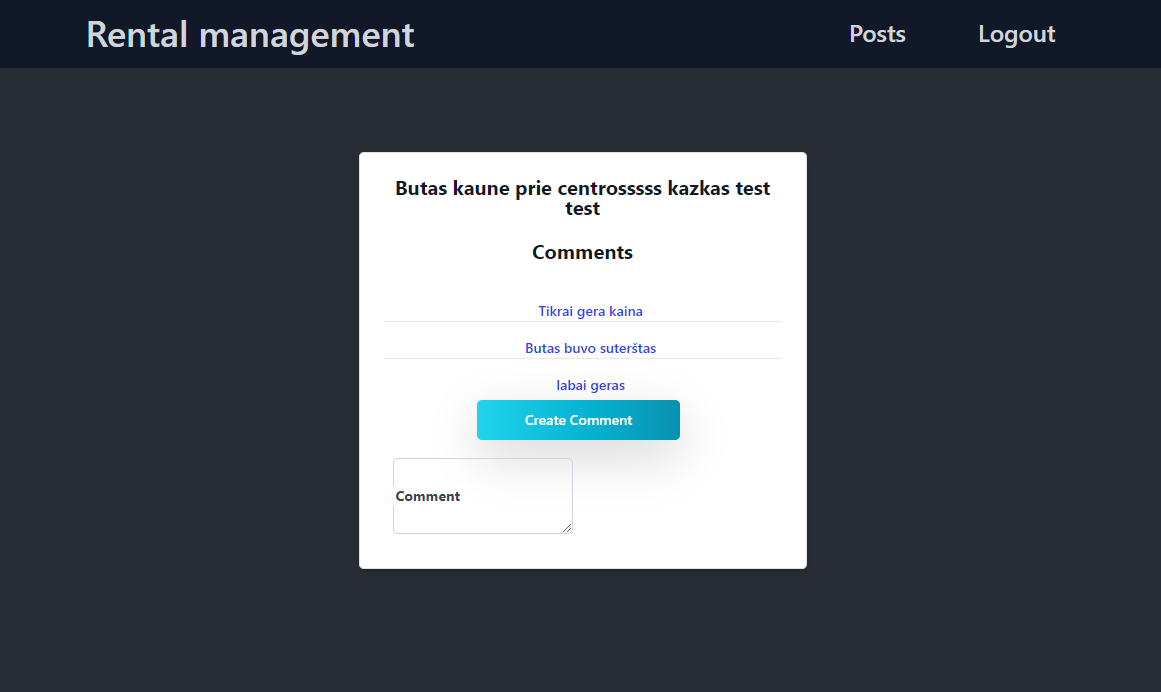 Rental management
Posts
Logout
Butas kaune prie centrosssss kazkas test
test
Comments
Tikrai gera kaina
Butas buvo suterštas
labai geras
Create Comment
Comment